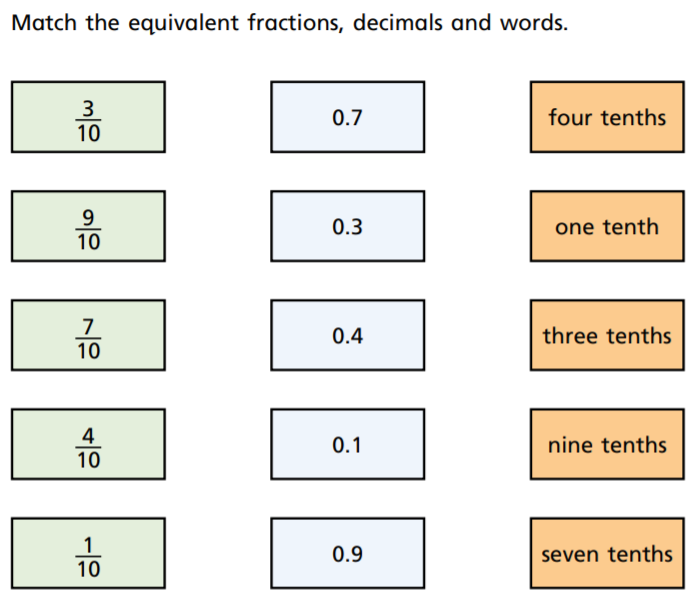 Match the equivalent fractions, decimals and words.
3/10 0.7 four tenths
9/10 0.3 one tenth
7/10 0.4 three tenths
4/10 0.1 nine tenths
1/10 0.9 seven tenths